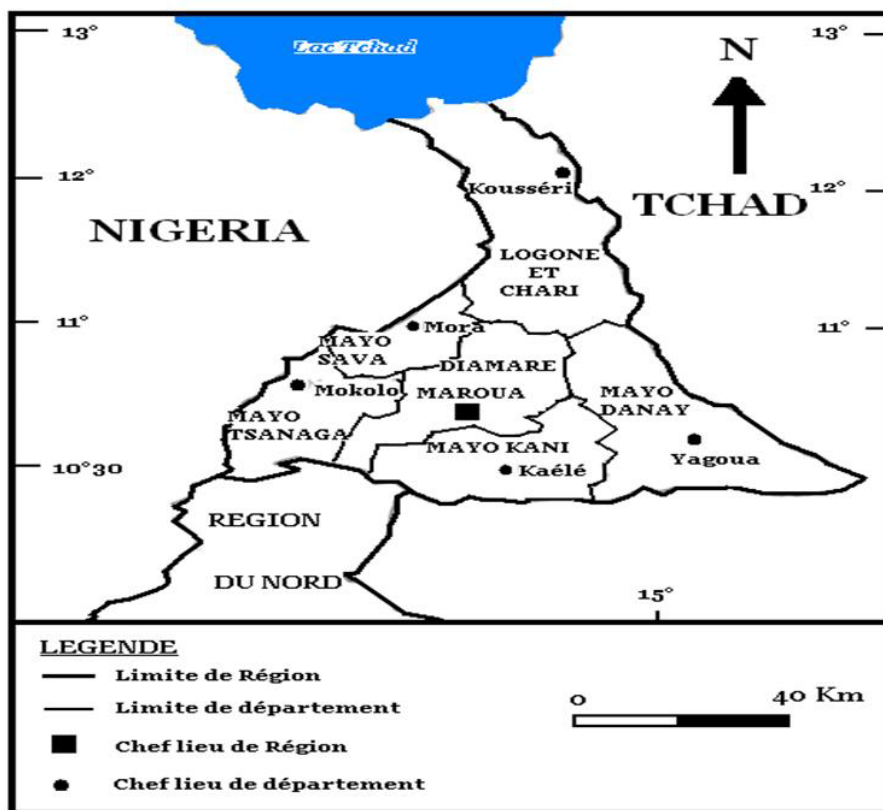 13°
Lac Tchad
13°
N
12°
Kousséri
12°
TCHAD
NIGERIA
LOGONE
ET
CHARI
11°
Mora
11°
MAYO
SAVA
DIAMARE
Mokolo
MAROUA
MAYO
DANAY
MAYO
TSANAGA
MAYO KANI
Yagoua
10°30
Kaélé
REGION
DU NORD
15°
LEGENDE
Limite de Région
Limite de département
Chef lieu de Région
Chef lieu de département
0 40 Km